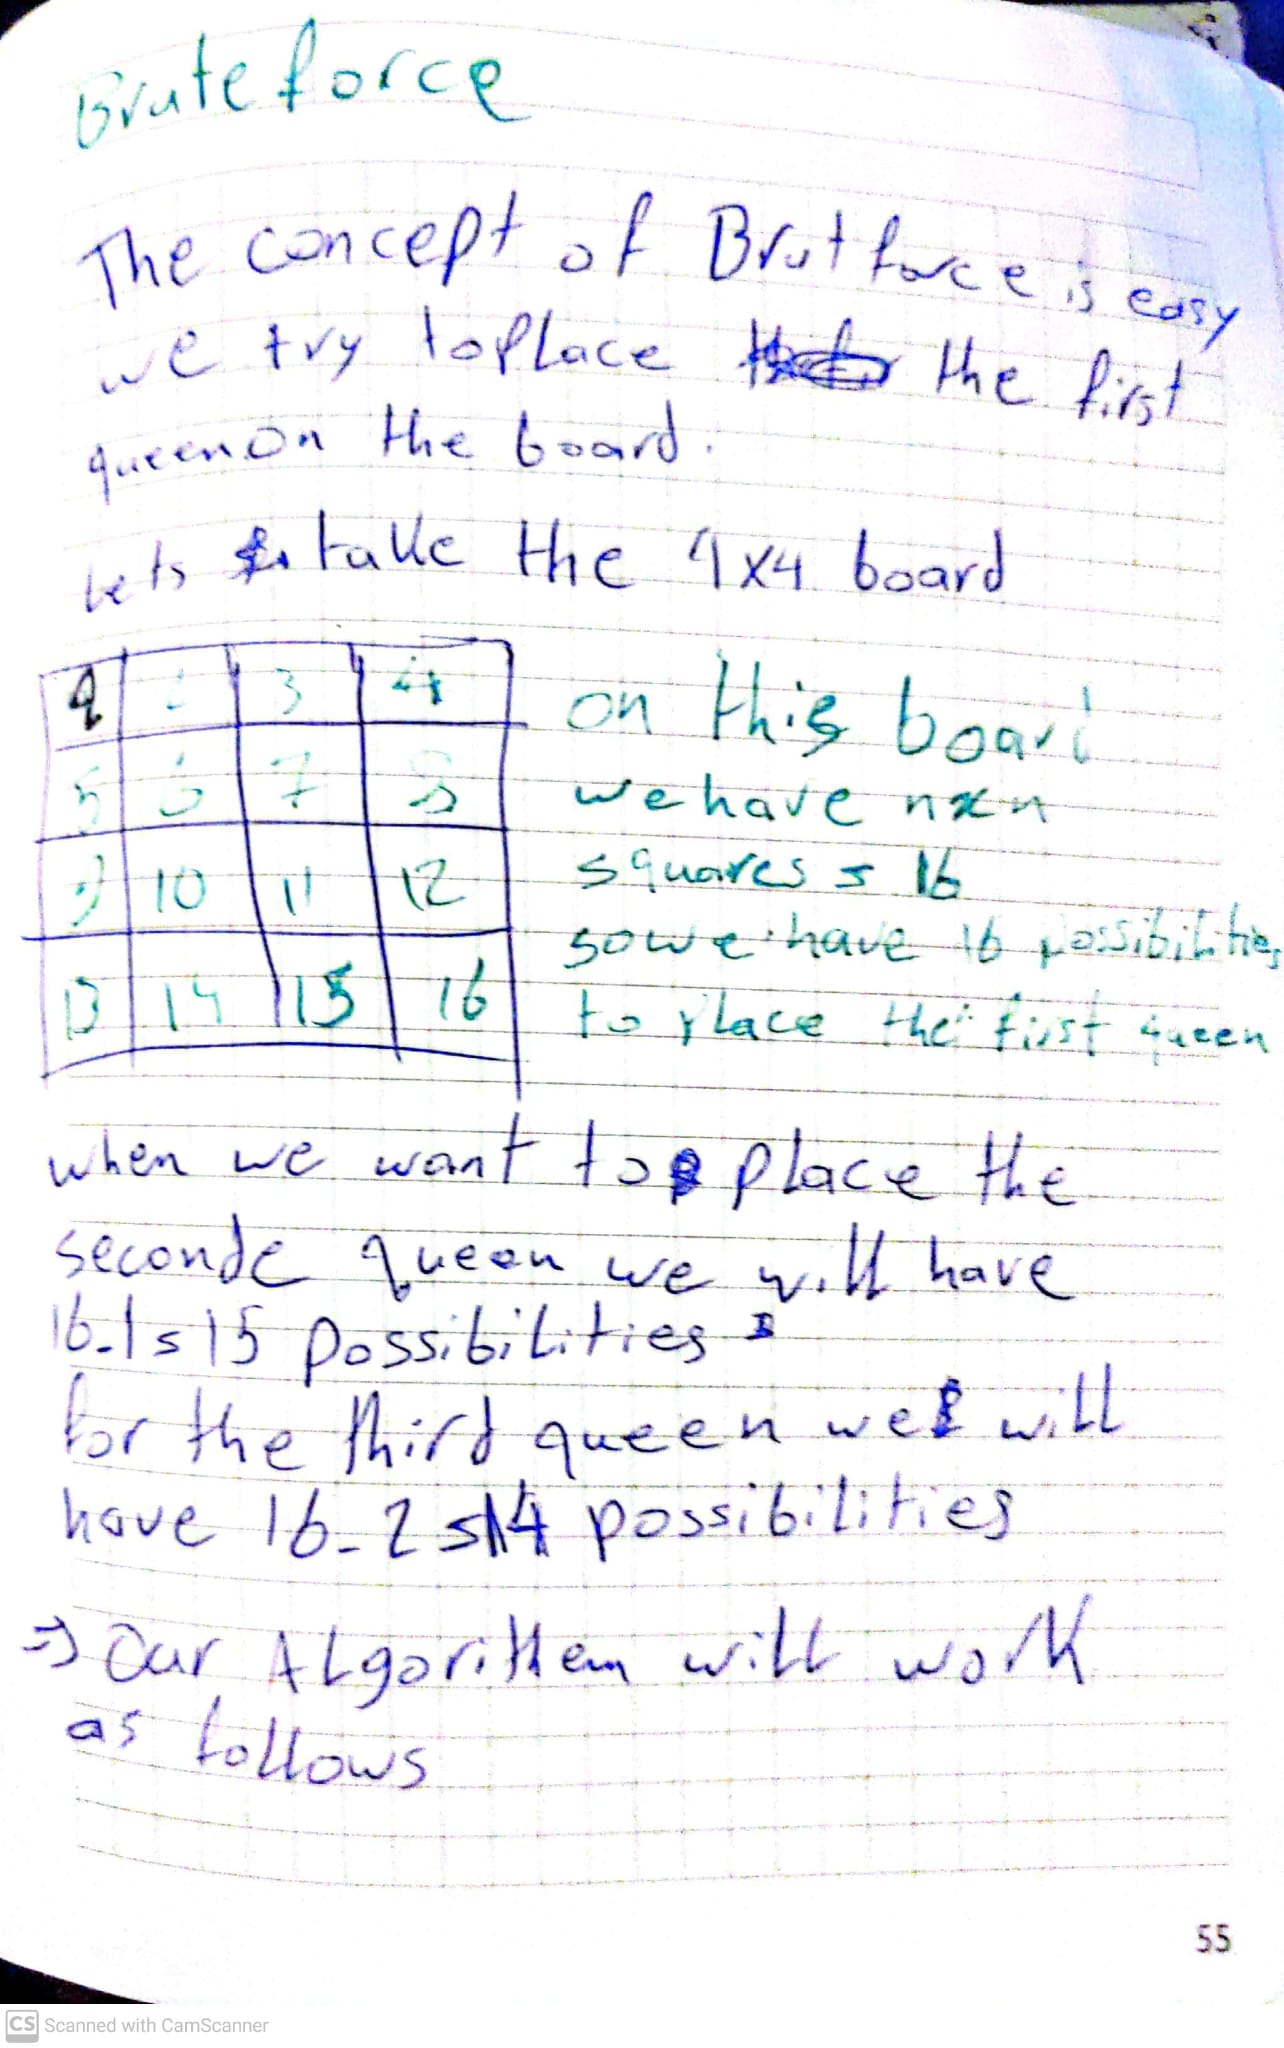 Brute force
The concept of Brut force is easy
we try to place the first
queen on the board.
Lets take the 4x4 board
q 2 3 4
5 6 7 8
9 10 11 12
13 14 15 16
on this board
we have nxn
squares = 16
so we have 16 possibilities
to place the first queen
when we want to place the
seconde queen we will have
16-1 = 15 possibilities
for the third queen we will
have 16-2 = 14 possibilities
=> Our Algorithem will work
as follows
55
CS Scanned with CamScanner